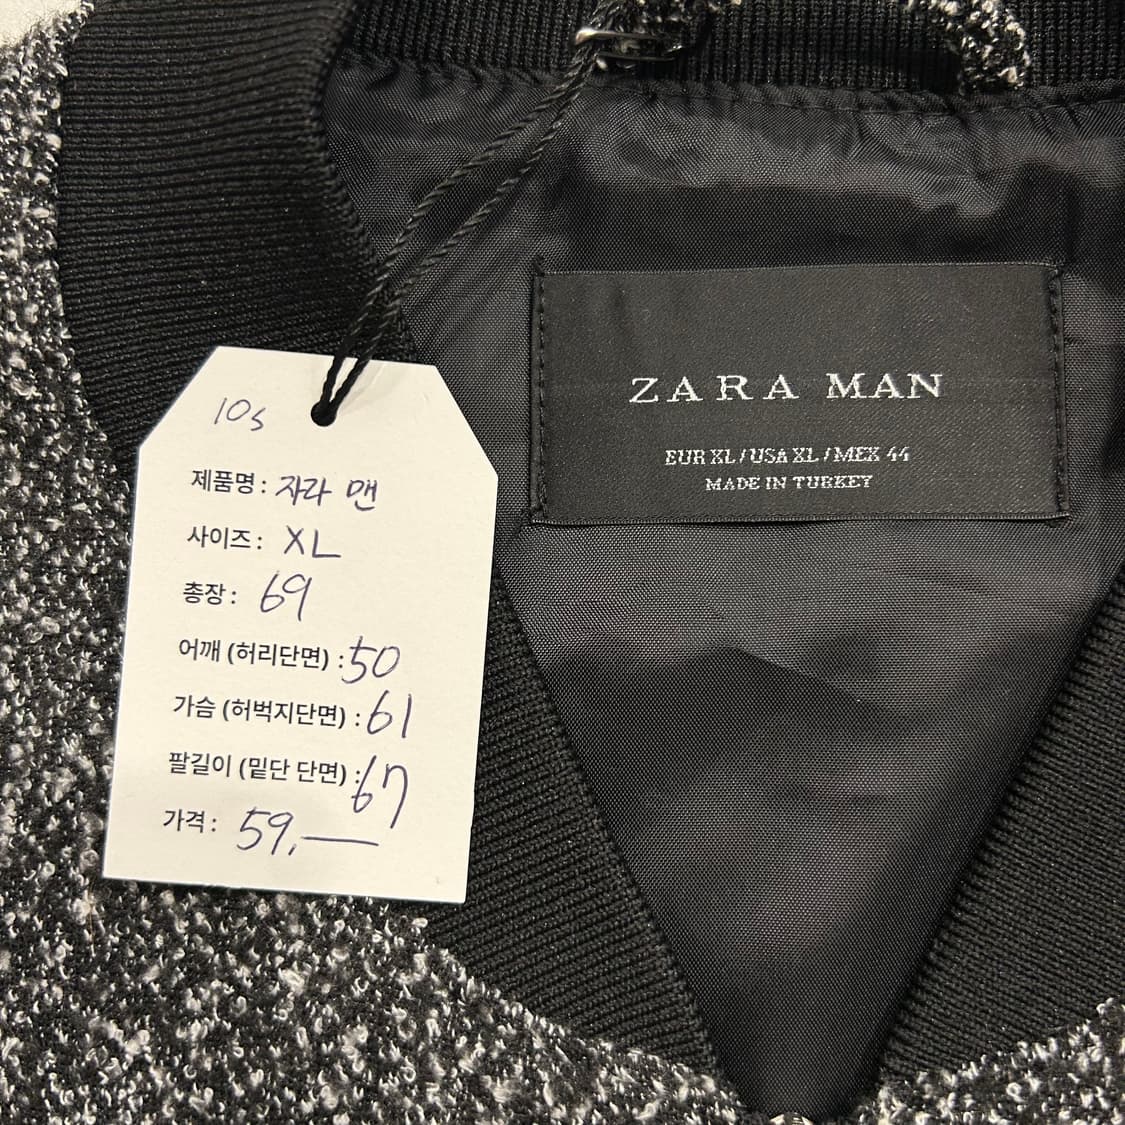 10s
제품명 : 자라 맨
사이즈 : XL
총장 : 69
어깨 (허리단면) : 50
가슴 (허벅지단면) : 61
팔길이 (밑단 단면) : 67
가격 : 59,—
ZARA MAN
EUR XL / USA XL / MEX 44
MADE IN TURKEY